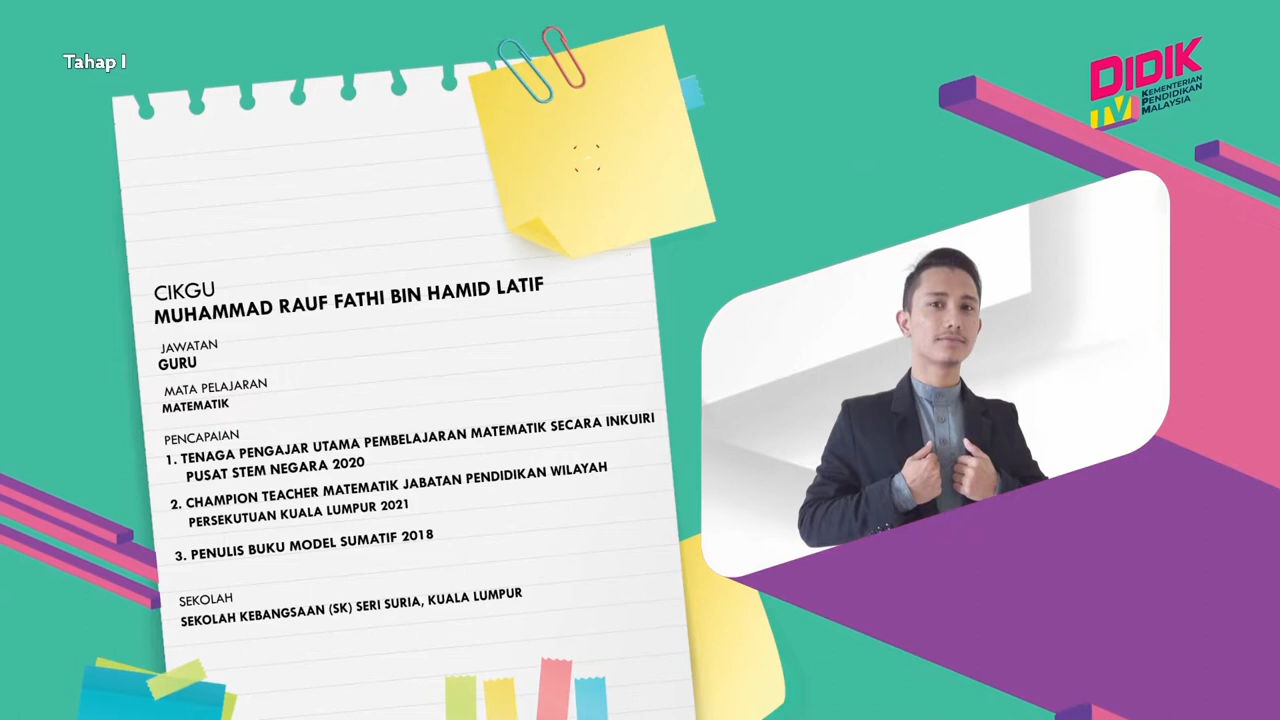 Tahap I
DIDIK
TV
KEMENTERIAN
PENDIDIKAN
MALAYSIA
CIKGU
MUHAMMAD RAUF FATHI BIN HAMID LATIF
JAWATAN
GURU
MATA PELAJARAN
MATEMATIK
PENCAPAIAN
1. TENAGA PENGAJAR UTAMA PEMBELAJARAN MATEMATIK SECARA INKUIRI
PUSAT STEM NEGARA 2020
2. CHAMPION TEACHER MATEMATIK JABATAN PENDIDIKAN WILAYAH
PERSEKUTUAN KUALA LUMPUR 2021
3. PENULIS BUKU MODEL SUMATIF 2018
SEKOLAH
SEKOLAH KEBANGSAAN (SK) SERI SURIA, KUALA LUMPUR